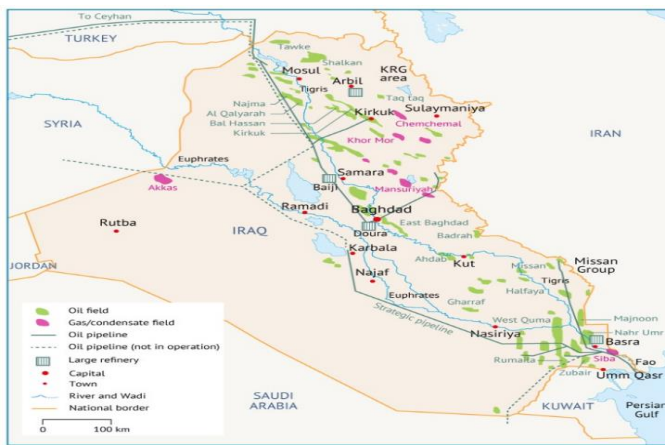 To Ceyhan
TURKEY
Tawke
Shalkan
Mosul
Arbil
KRG
area
Tigris
Najma
Al Qalyarah
Bal Hassan
Kirkuk
Taq taq
Sulaymaniya
Kirkuk
Chemchemal
Khor Mor
SYRIA
IRAN
Euphrates
Akkas
Samara
Baiji
Mansuriyah
Ramadi
Baghdad
Rutba
IRAQ
Doura
East Baghdad
Badrah
Karbala
Ahdab
Kut
Missan
Missan
Group
Tigris
JORDAN
Najaf
Euphrates
Halfaya
Gharraf
Strategic pipeline
West Quma
Majnoon
Nahr Umr
Nasiriya
Basra
Rumaila
Siba
Fao
Zubair
Umm Qasr
SAUDI
ARABIA
KUWAIT
Persian
Gulf
Oil field
Gas/condensate field
Oil pipeline
Oil pipeline (not in operation)
Large refinery
Capital
Town
River and Wadi
National border
0 100 km